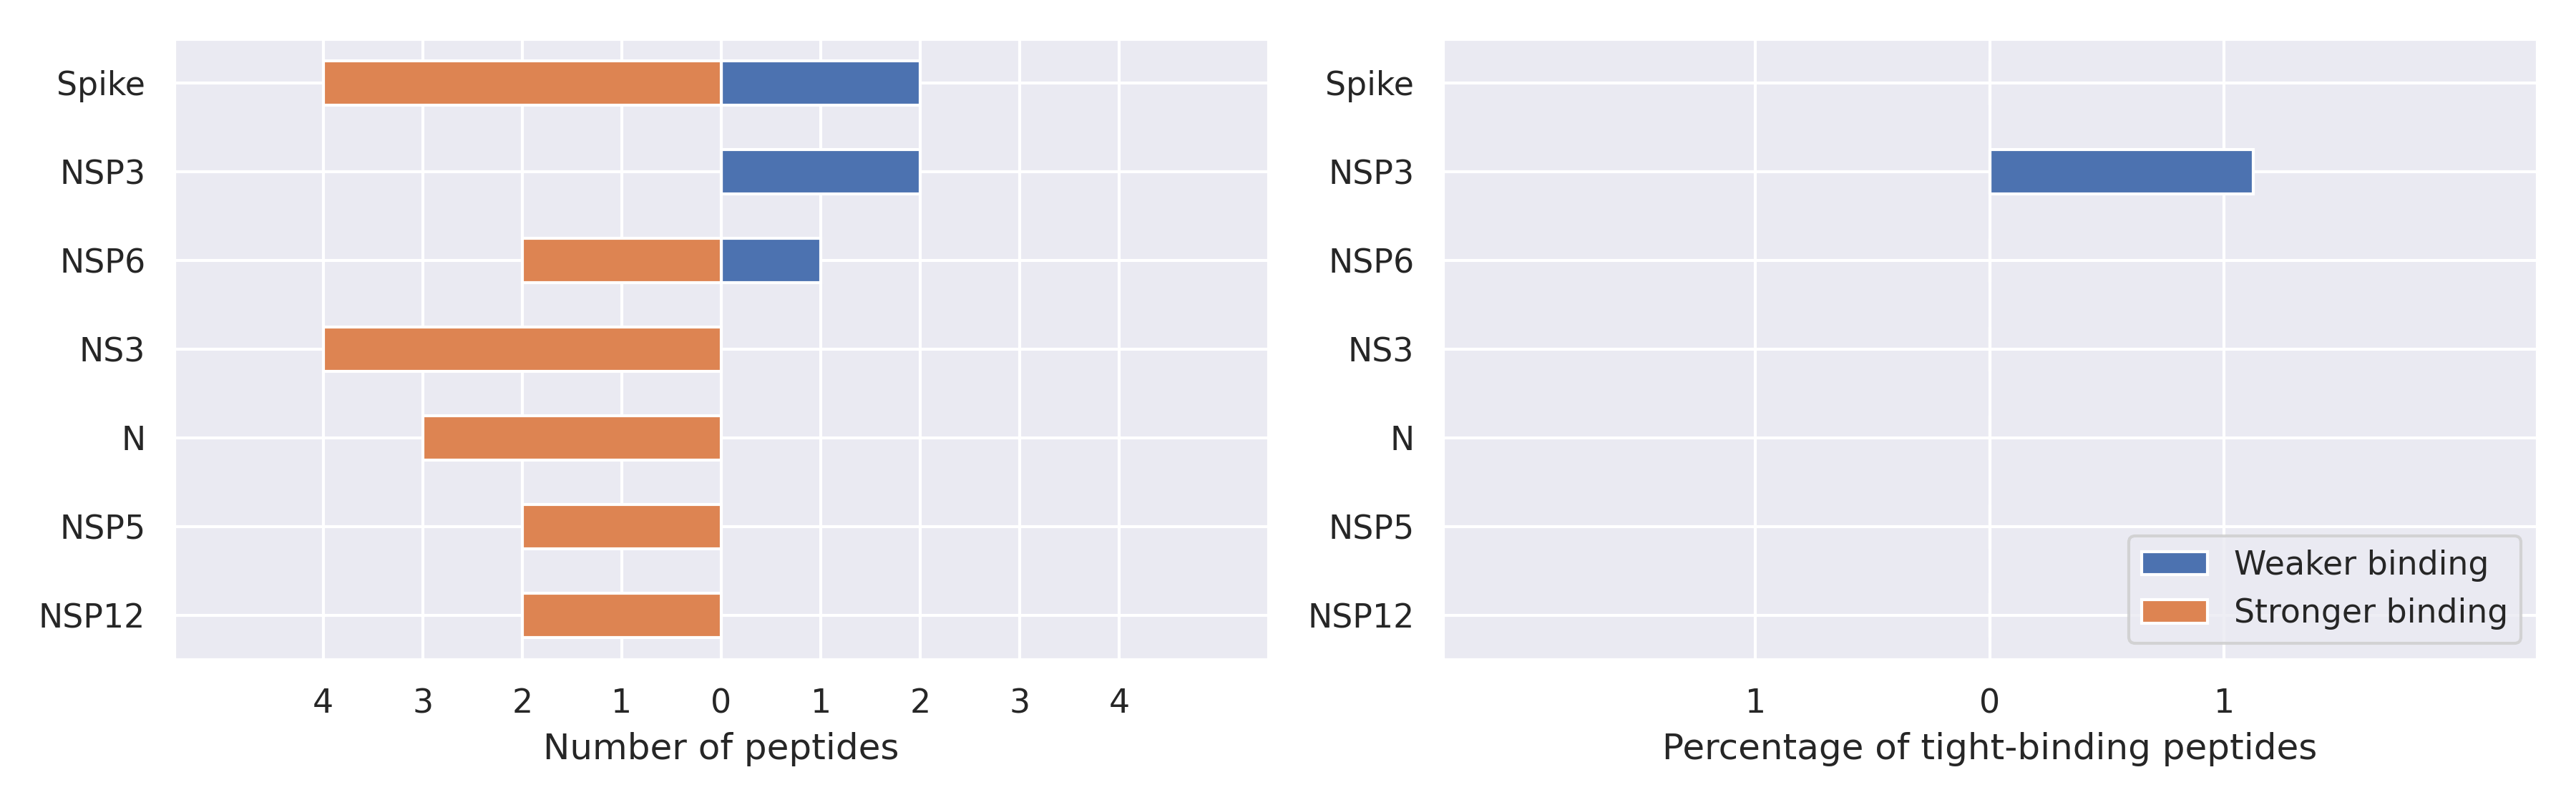 Spike
NSP3
NSP6
NS3
N
NSP5
NSP12
4 3 2 1 0 1 2 3 4
Number of peptides
Spike
NSP3
NSP6
NS3
N
NSP5
NSP12
Weaker binding
Stronger binding
1 0 1
Percentage of tight-binding peptides